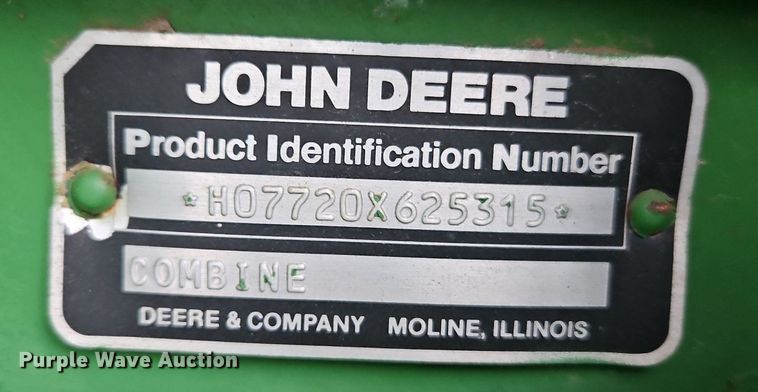 JOHN DEERE
Product Identification Number
*H07720X625315*
COMBINE
DEERE & COMPANY MOLINE, ILLINOIS
Purple Wave Auction